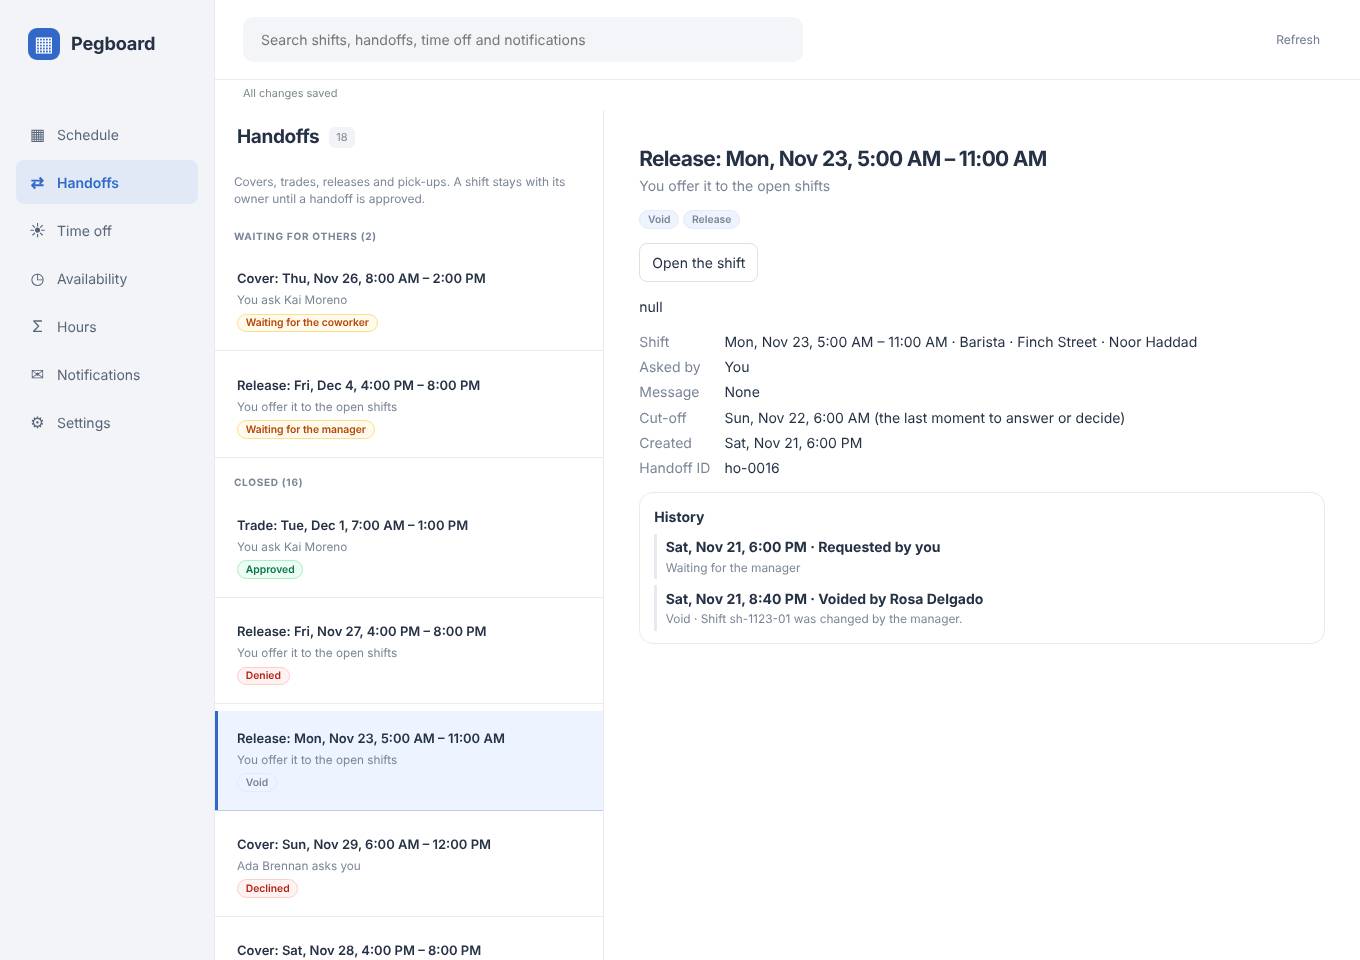 Pegboard
Schedule
Handoffs
Time off
Availability
Hours
Notifications
Settings
Search shifts, handoffs, time off and notifications
Refresh
All changes saved
Handoffs 18
Covers, trades, releases and pick-ups. A shift stays with its
owner until a handoff is approved.
WAITING FOR OTHERS (2)
Cover: Thu, Nov 26, 8:00 AM – 2:00 PM
You ask Kai Moreno
Waiting for the coworker
Release: Fri, Dec 4, 4:00 PM – 8:00 PM
You offer it to the open shifts
Waiting for the manager
CLOSED (16)
Trade: Tue, Dec 1, 7:00 AM – 1:00 PM
You ask Kai Moreno
Approved
Release: Fri, Nov 27, 4:00 PM – 8:00 PM
You offer it to the open shifts
Denied
Release: Mon, Nov 23, 5:00 AM – 11:00 AM
You offer it to the open shifts
Void
Cover: Sun, Nov 29, 6:00 AM – 12:00 PM
Ada Brennan asks you
Declined
Cover: Sat, Nov 28, 4:00 PM – 8:00 PM
Release: Mon, Nov 23, 5:00 AM – 11:00 AM
You offer it to the open shifts
Void Release
Open the shift
null
Shift Mon, Nov 23, 5:00 AM – 11:00 AM · Barista · Finch Street · Noor Haddad
Asked by You
Message None
Cut-off Sun, Nov 22, 6:00 AM (the last moment to answer or decide)
Created Sat, Nov 21, 6:00 PM
Handoff ID ho-0016
History
Sat, Nov 21, 6:00 PM · Requested by you
Waiting for the manager
Sat, Nov 21, 8:40 PM · Voided by Rosa Delgado
Void · Shift sh-1123-01 was changed by the manager.